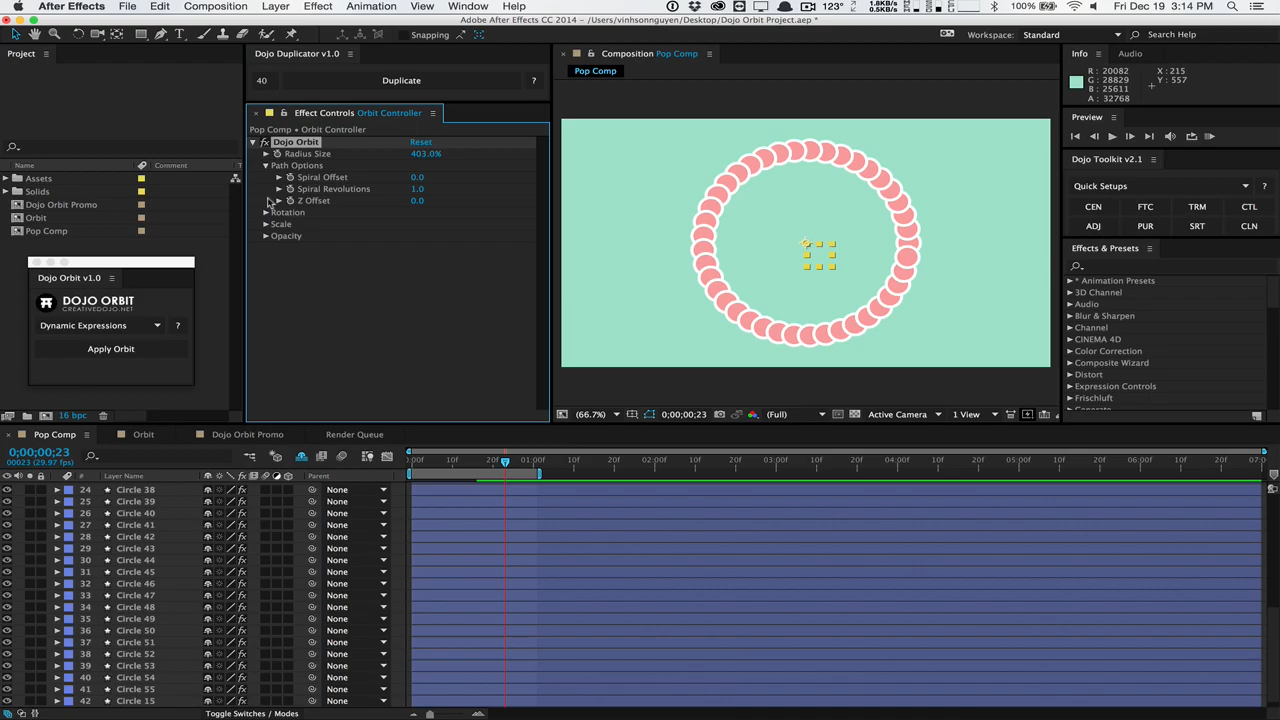 After Effects File Edit Composition Layer Effect Animation View Window Help 123° 1.8KB/s 0.5KB/s 100% Fri Dec 19 3:14 PM
Adobe After Effects CC 2014 - /Users/vinhsonnguyen/Desktop/Dojo Orbit Project.aep *
Snapping Workspace: Standard Search Help
Project
Name Comment
Assets
Solids
Dojo Orbit Promo
Orbit
Pop Comp
Dojo Orbit v1.0
DOJO ORBIT
CREATIVEDOJO.NET
Dynamic Expressions ?
Apply Orbit
16 bpc
Dojo Duplicator v1.0
40 Duplicate ?
Effect Controls Orbit Controller
Pop Comp • Orbit Controller
fx Dojo Orbit Reset
Radius Size 403.0%
Path Options
Spiral Offset 0.0
Spiral Revolutions 1.0
Z Offset 0.0
Rotation
Scale
Opacity
Composition Pop Comp
Pop Comp
(66.7%) 0;00;00;23 (Full) Active Camera 1 View
Info Audio
R : 20082
G : 28829
B : 25611
A : 32768
X : 215
Y : 557
Preview
Dojo Toolkit v2.1
Quick Setups ?
CEN FTC TRM CTL
ADJ PUR SRT CLN
Effects & Presets
* Animation Presets
3D Channel
Audio
Blur & Sharpen
Channel
CINEMA 4D
Color Correction
Composite Wizard
Distort
Expression Controls
Frischluft
Generate
Pop Comp Orbit Dojo Orbit Promo Render Queue
0;00;00;23
00023 (29.97 fps)
:00f 10f 20f 01:00f 10f 20f 02:00f 10f 20f 03:00f 10f 20f 04:00f 10f 20f 05:00f 10f 20f 06:00f 10f 20f 07:0
# Layer Name Parent
24 Circle 38 None
25 Circle 39 None
26 Circle 40 None
27 Circle 41 None
28 Circle 42 None
29 Circle 43 None
30 Circle 44 None
31 Circle 45 None
32 Circle 46 None
33 Circle 47 None
34 Circle 48 None
35 Circle 49 None
36 Circle 50 None
37 Circle 51 None
38 Circle 52 None
39 Circle 53 None
40 Circle 54 None
41 Circle 55 None
42 Circle 15 None
Toggle Switches / Modes